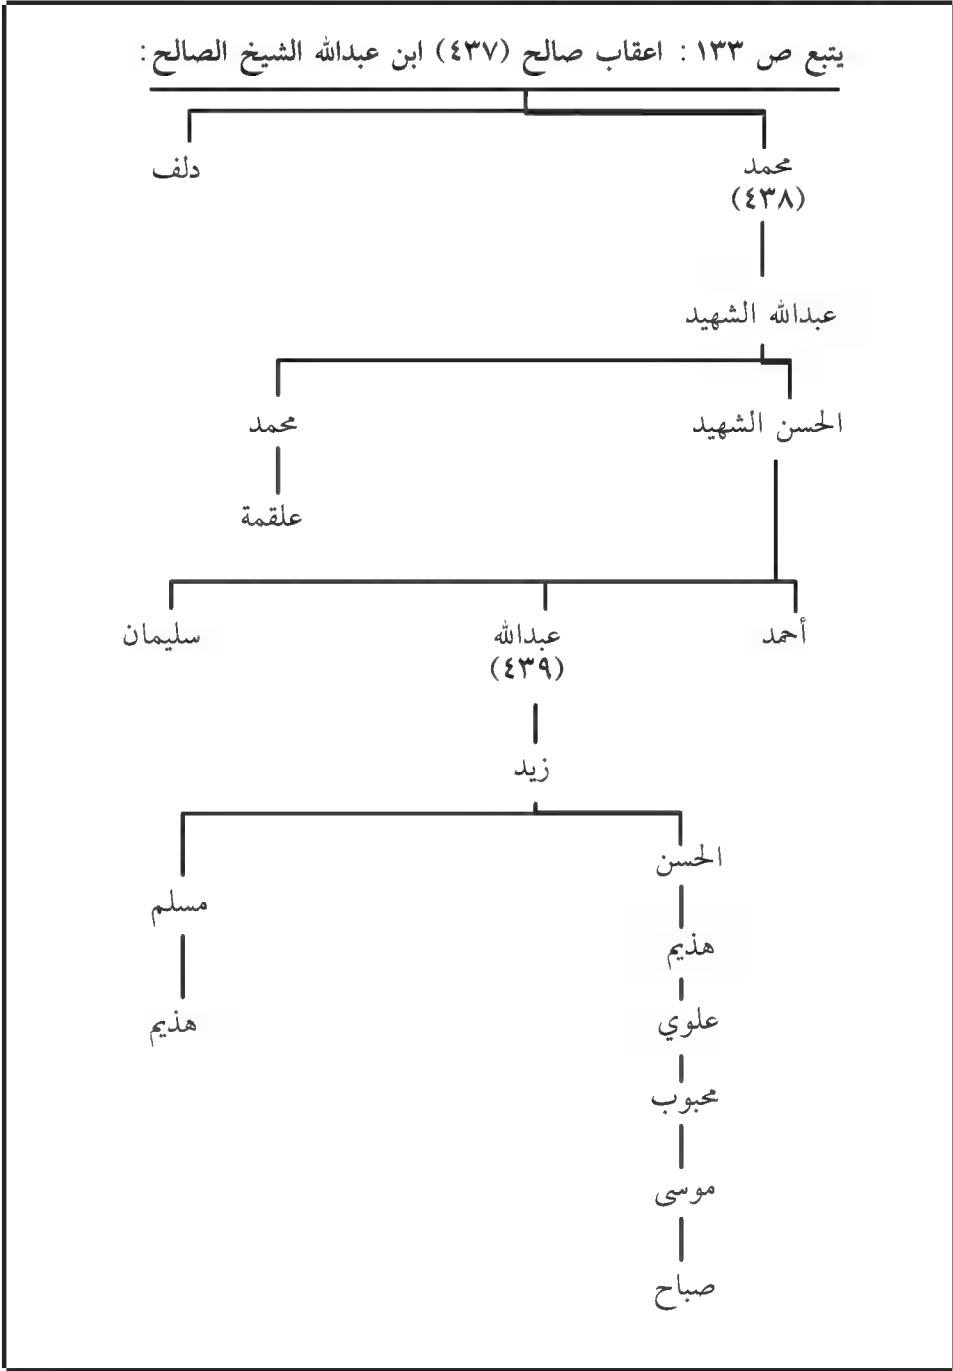 يتبع ص ١٣٣ : اعقاب صالح (٤٣٧) ابن عبدالله الشيخ الصالح :
محمد
(٤٣٨)
دلف
عبدالله الشهيد
الحسن الشهيد
محمد
علقمة
أحمد
عبدالله
(٤٣٩)
سليمان
زيد
الحسن
مسلم
هذيم
هذيم
علوي
محبوب
موسى
صباح